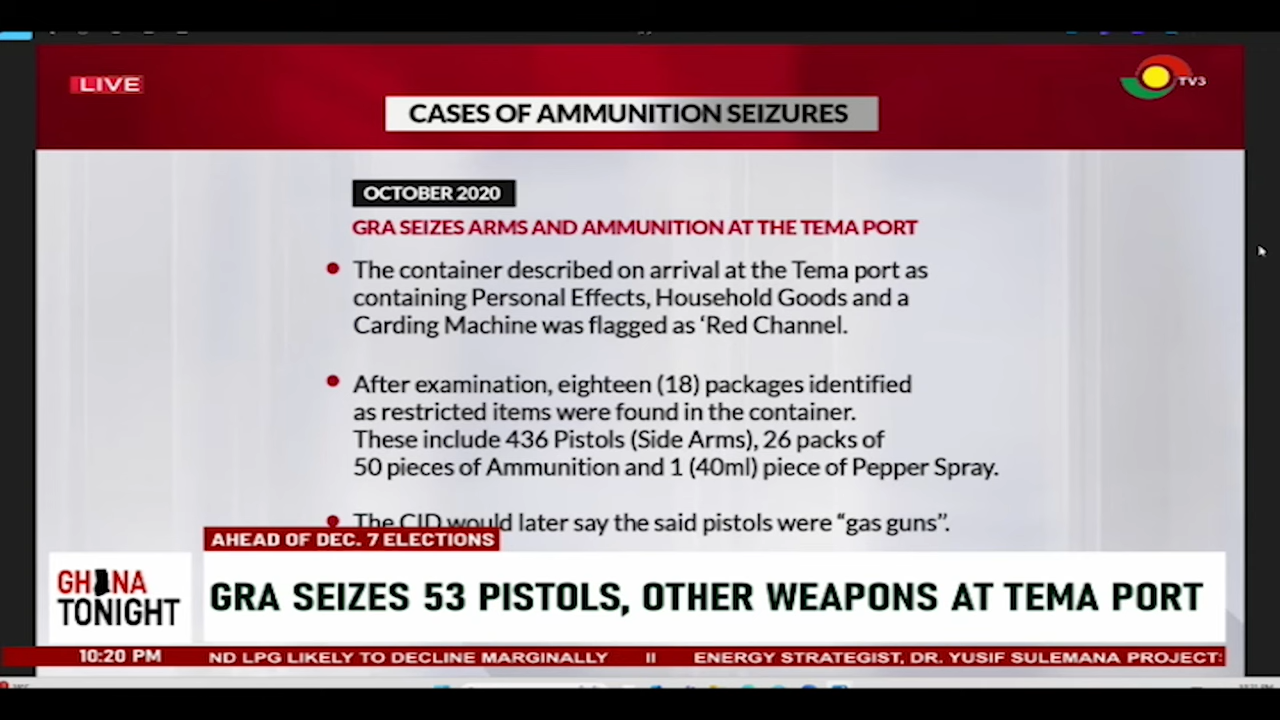 LIVE
TV3
CASES OF AMMUNITION SEIZURES
OCTOBER 2020
GRA SEIZES ARMS AND AMMUNITION AT THE TEMA PORT
The container described on arrival at the Tema port as
containing Personal Effects, Household Goods and a
Carding Machine was flagged as ‘Red Channel.
After examination, eighteen (18) packages identified
as restricted items were found in the container.
These include 436 Pistols (Side Arms), 26 packs of
50 pieces of Ammunition and 1 (40ml) piece of Pepper Spray.
The CID would later say the said pistols were “gas guns”.
AHEAD OF DEC. 7 ELECTIONS
GHANA
TONIGHT
GRA SEIZES 53 PISTOLS, OTHER WEAPONS AT TEMA PORT
10:20 PM ND LPG LIKELY TO DECLINE MARGINALLY II ENERGY STRATEGIST, DR. YUSIF SULEMANA PROJECT: